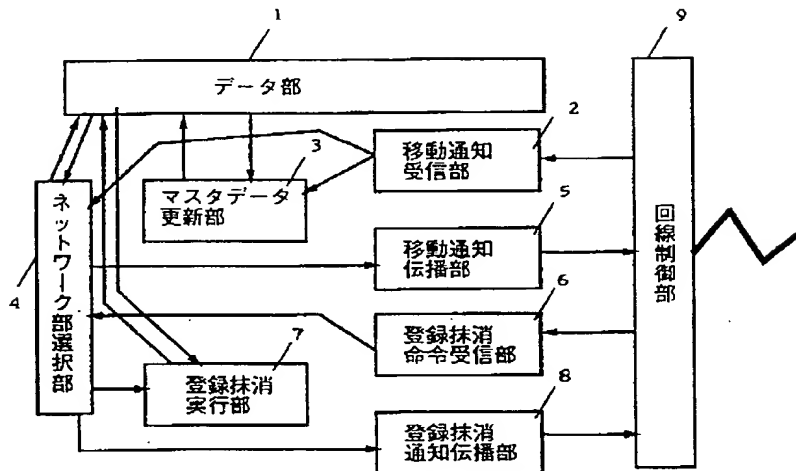 1
9
データ部
2
移動通知
受信部
3
マスタデータ
更新部
5
移動通知
伝播部
回線制御部
4
ネットワーク部選択部
6
登録抹消
命令受信部
7
登録抹消
実行部
8
登録抹消
通知伝播部